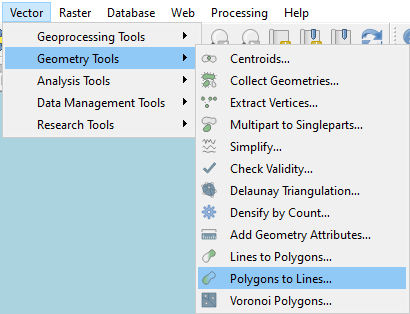 Vector Raster Database Web Processing Help
Geoprocessing Tools
Geometry Tools
Analysis Tools
Data Management Tools
Research Tools
Centroids...
Collect Geometries...
Extract Vertices...
Multipart to Singleparts...
Simplify...
Check Validity...
Delaunay Triangulation...
Densify by Count...
Add Geometry Attributes...
Lines to Polygons...
Polygons to Lines...
Voronoi Polygons...